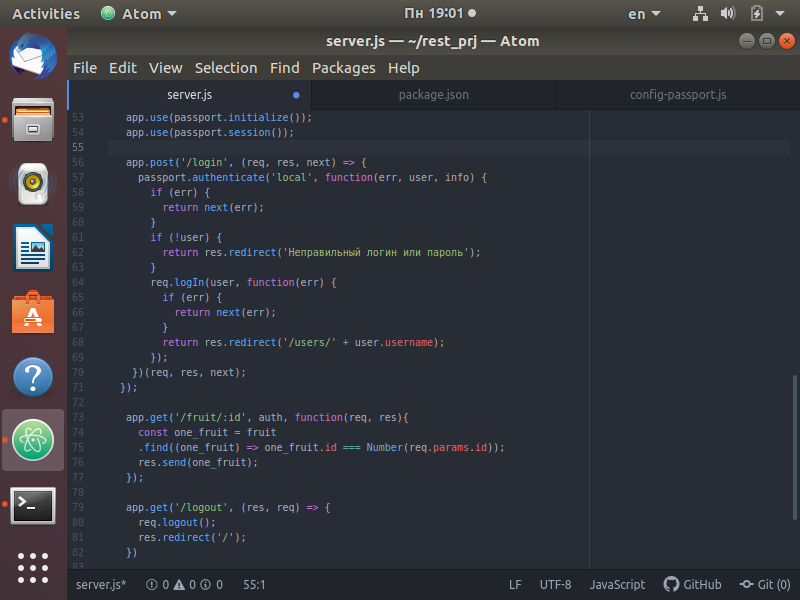 Activities Atom Пн 19:01 en
server.js — ~/rest_prj — Atom
File Edit View Selection Find Packages Help
server.js package.json config-passport.js
53 app.use(passport.initialize());
54 app.use(passport.session());
55
56 app.post('/login', (req, res, next) => {
57 passport.authenticate('local', function(err, user, info) {
58 if (err) {
59 return next(err);
60 }
61 if (!user) {
62 return res.redirect('Неправильный логин или пароль');
63 }
64 req.logIn(user, function(err) {
65 if (err) {
66 return next(err);
67 }
68 return res.redirect('/users/' + user.username);
69 });
70 })(req, res, next);
71 });
72
73 app.get('/fruit/:id', auth, function(req, res){
74 const one_fruit = fruit
75 .find((one_fruit) => one_fruit.id === Number(req.params.id));
76 res.send(one_fruit);
77 });
78
79 app.get('/logout', (res, req) => {
80 req.logout();
81 res.redirect('/');
82 })
83
server.js* 0 0 0 55:1 LF UTF-8 JavaScript GitHub Git (0)